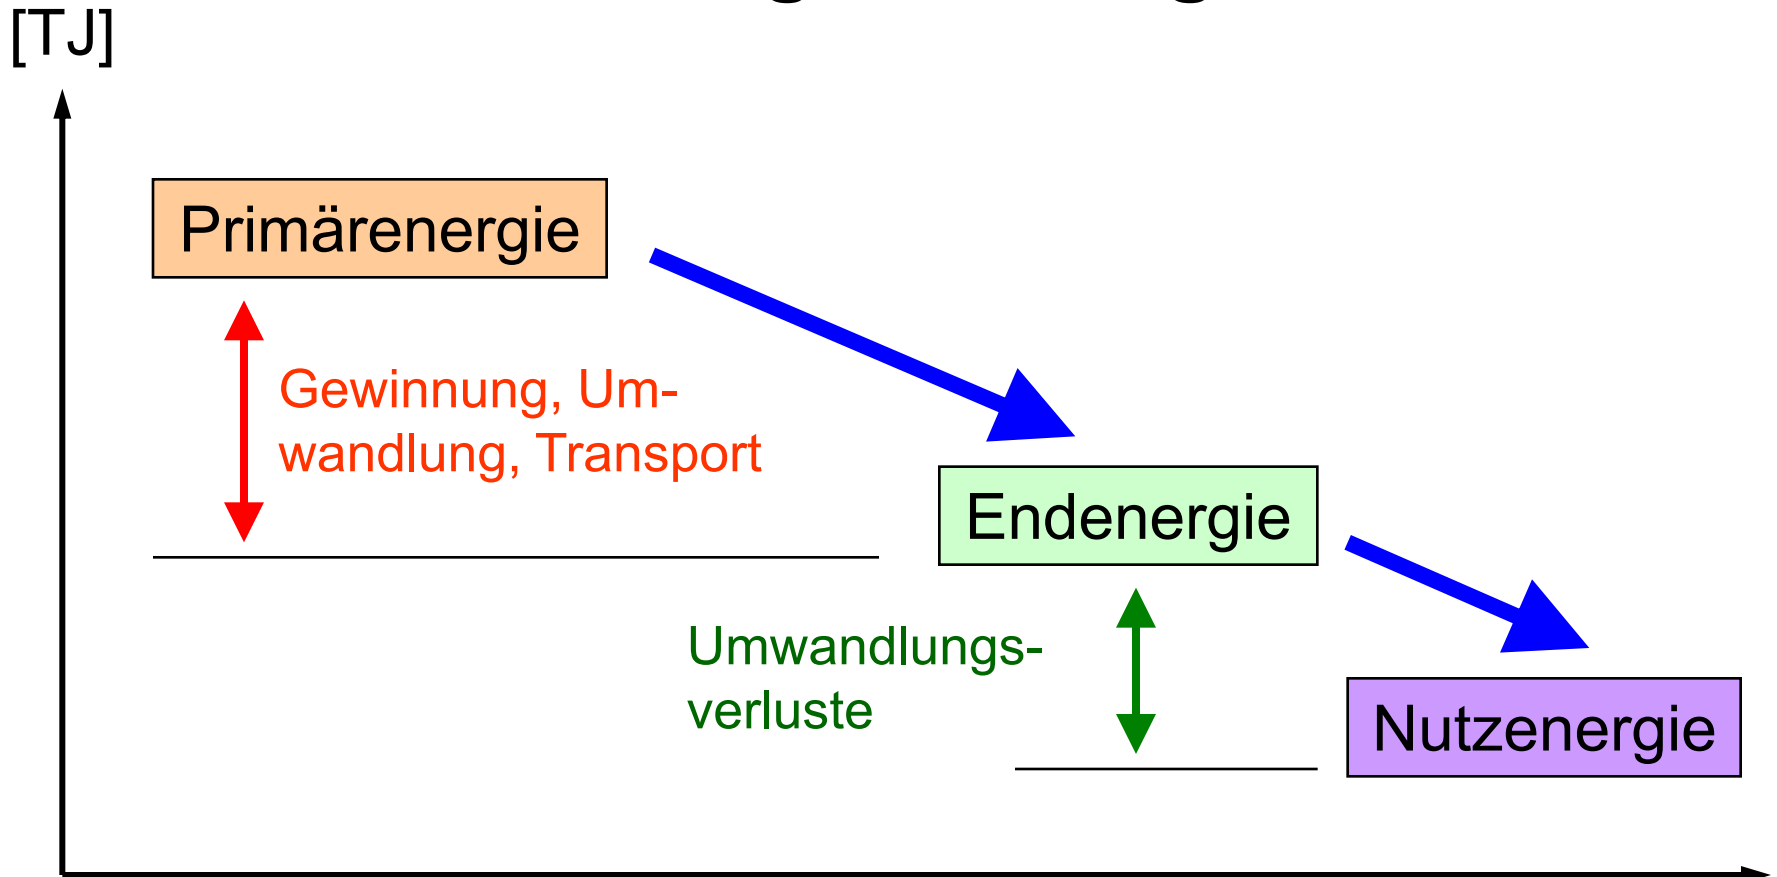 [TJ]
Primärenergie
Gewinnung, Um-
wandlung, Transport
Endenergie
Umwandlungs-
verluste
Nutzenergie